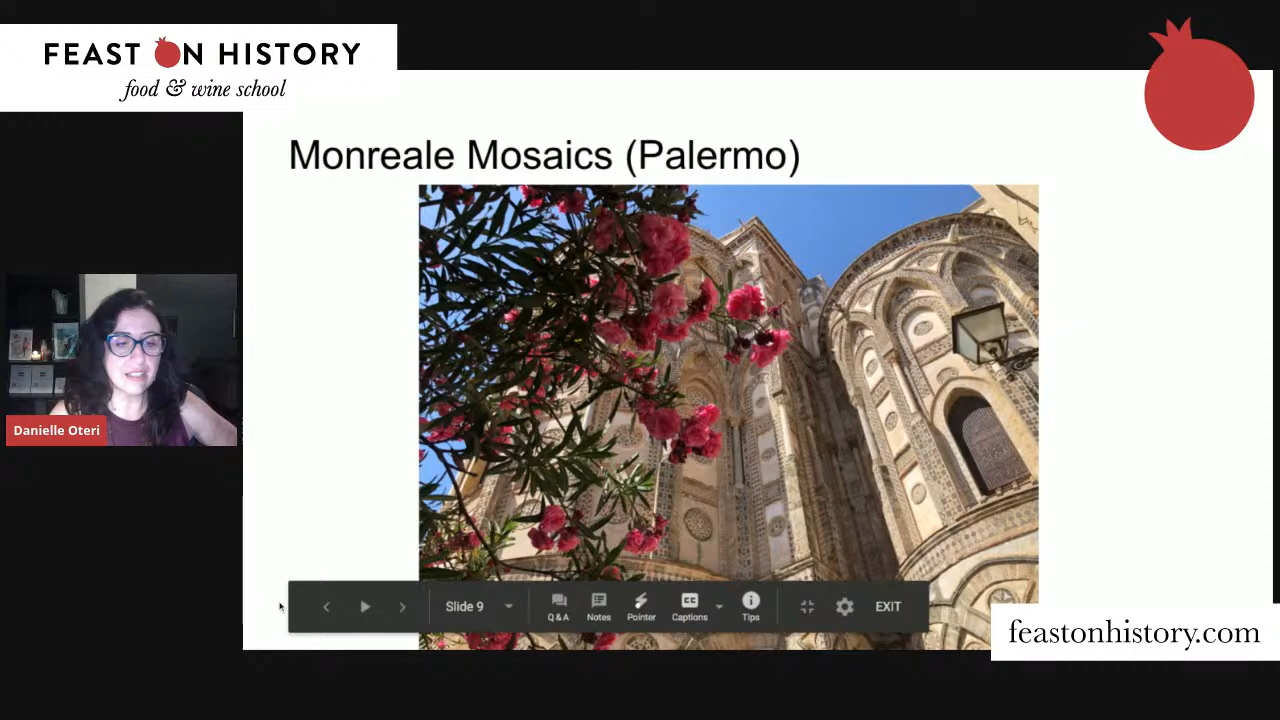 FEAST ON HISTORY
food & wine school
Monreale Mosaics (Palermo)
Danielle Oteri
Slide 9
Q & A
Notes
Pointer
CC
Captions
Tips
EXIT
feastonhistory.com